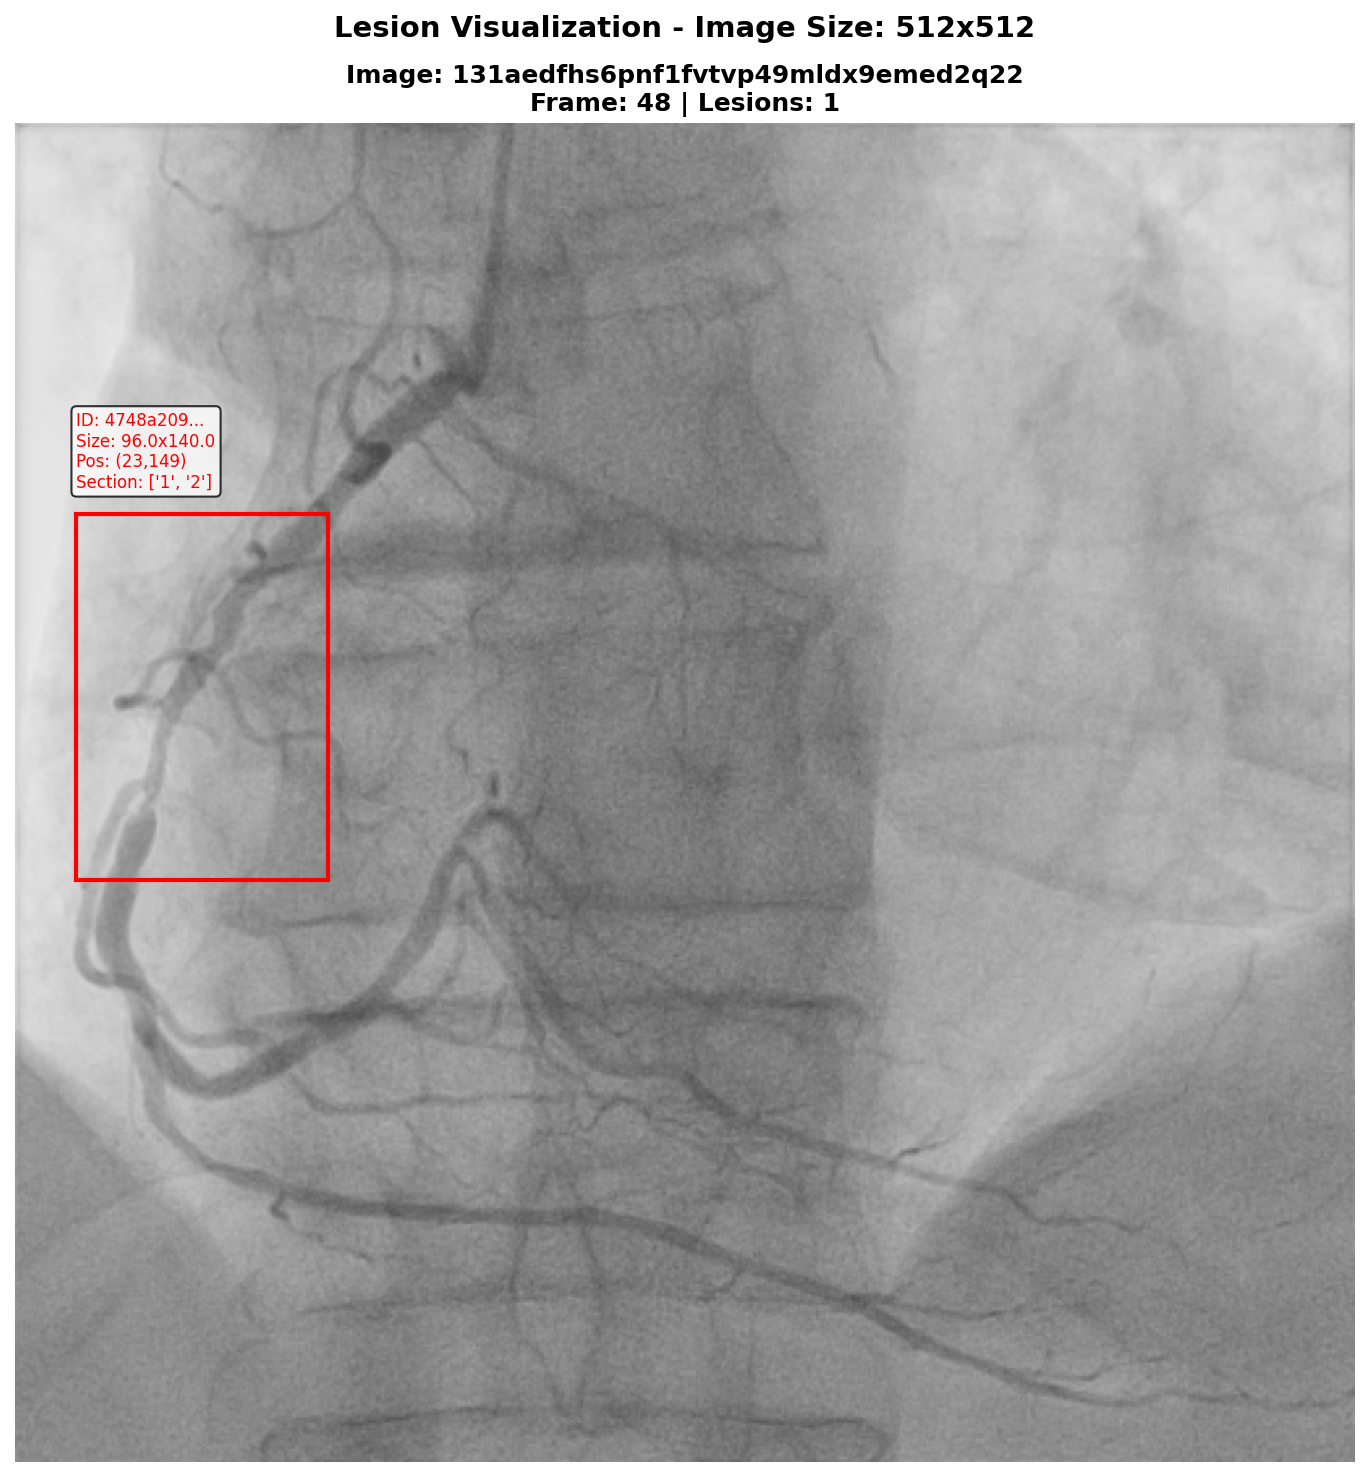 Lesion Visualization - Image Size: 512x512
Image: 131aedfhs6pnf1fvtvp49mldx9emed2q22
Frame: 48 | Lesions: 1
ID: 4748a209...
Size: 96.0x140.0
Pos: (23,149)
Section: ['1', '2']